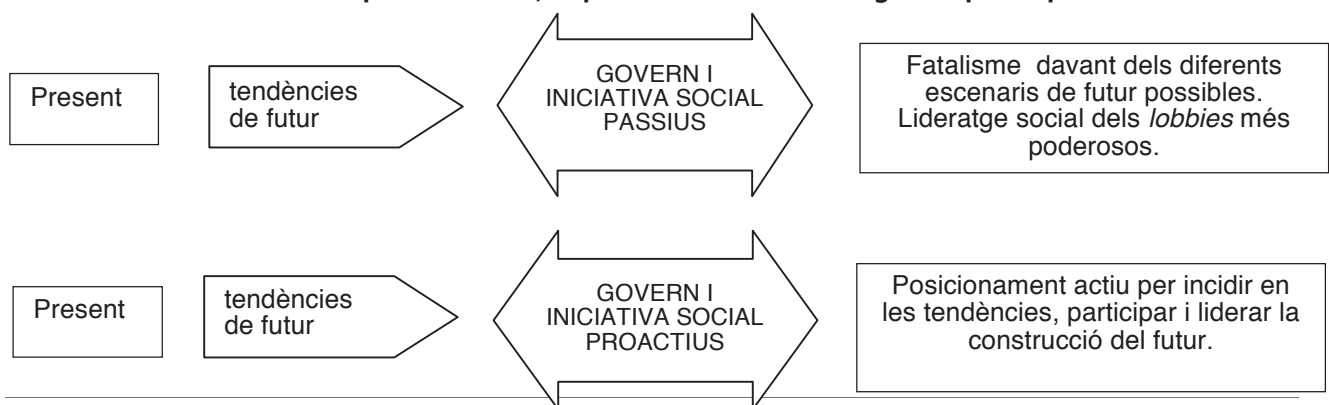 Present
tendències
de futur
GOVERN I
INICIATIVA SOCIAL
PASSIUS
Fatalisme davant dels diferents
escenaris de futur possibles.
Lideratge social dels lobbies més
poderosos.
Present
tendències
de futur
GOVERN I
INICIATIVA SOCIAL
PROACTIUS
Posicionament actiu per incidir en
les tendències, participar i liderar la
construcció del futur.